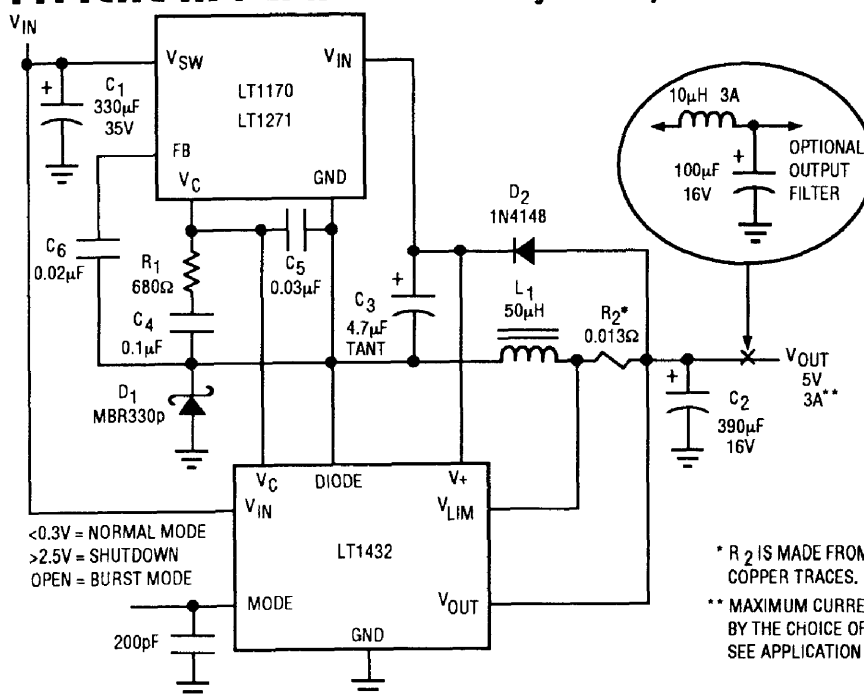 VIN
VSW
VIN
LT1170
LT1271
FB
VC
GND
+
C1
330µF
35V
C6
0.02µF
R1
680Ω
C5
0.03µF
C4
0.1µF
D1
MBR330p
+
C3
4.7µF
TANT
D2
1N4148
L1
50µH
R2*
0.013Ω
10µH 3A
+
100µF
16V
OPTIONAL
OUTPUT
FILTER
VOUT
5V
3A**
+
C2
390µF
16V
VC
DIODE
V+
VIN
VLIM
LT1432
MODE
VOUT
GND
<0.3V = NORMAL MODE
>2.5V = SHUTDOWN
OPEN = BURST MODE
200pF
* R2 IS MADE FROM
COPPER TRACES.
** MAXIMUM CURRE
BY THE CHOICE OF
SEE APPLICATION